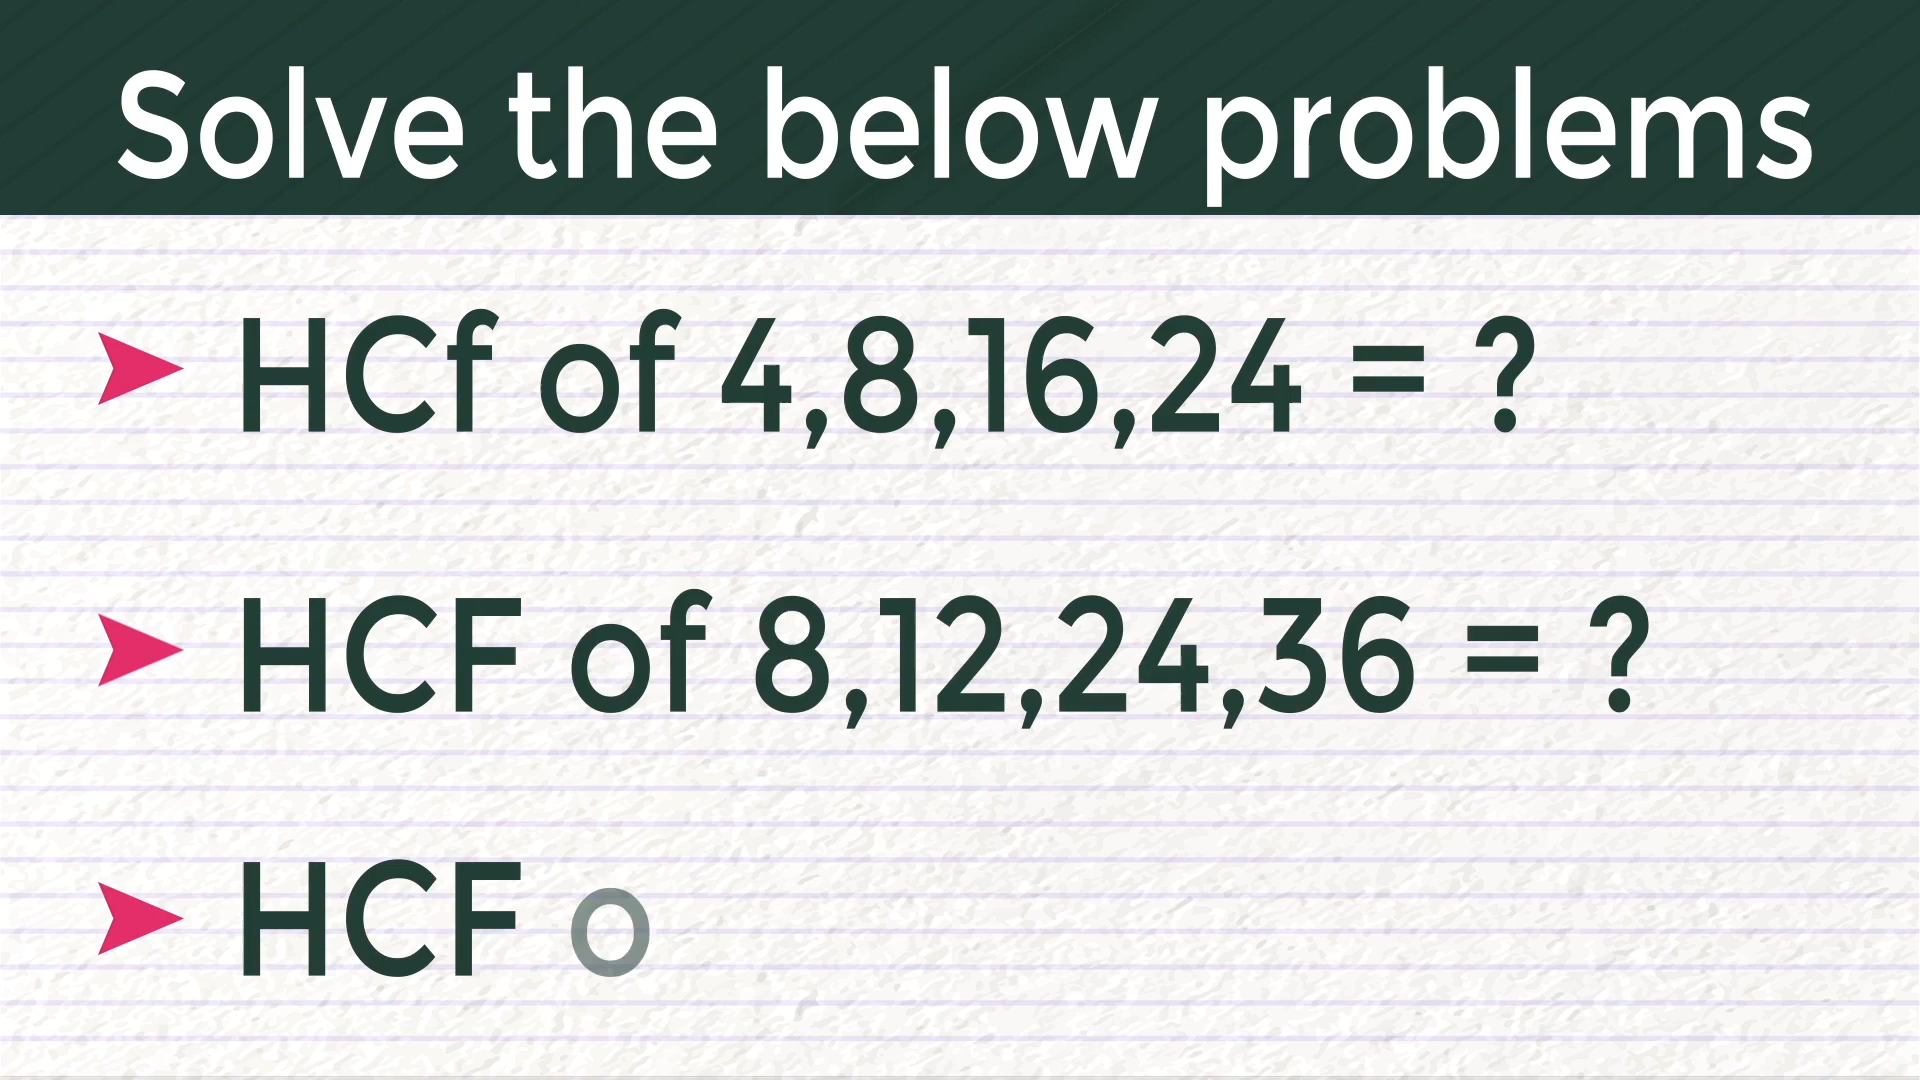 Solve the below problems
HCf of 4,8,16,24 = ?
HCF of 8,12,24,36 = ?
HCF o